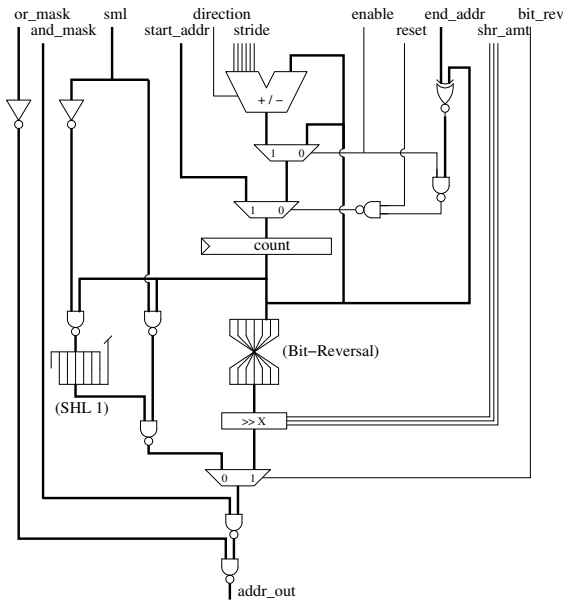 or_mask sml direction enable end_addr bit_rev
and_mask start_addr stride reset shr_amt
+ / −
1 0
1 0
count
(Bit−Reversal)
(SHL 1)
>> X
0 1
addr_out